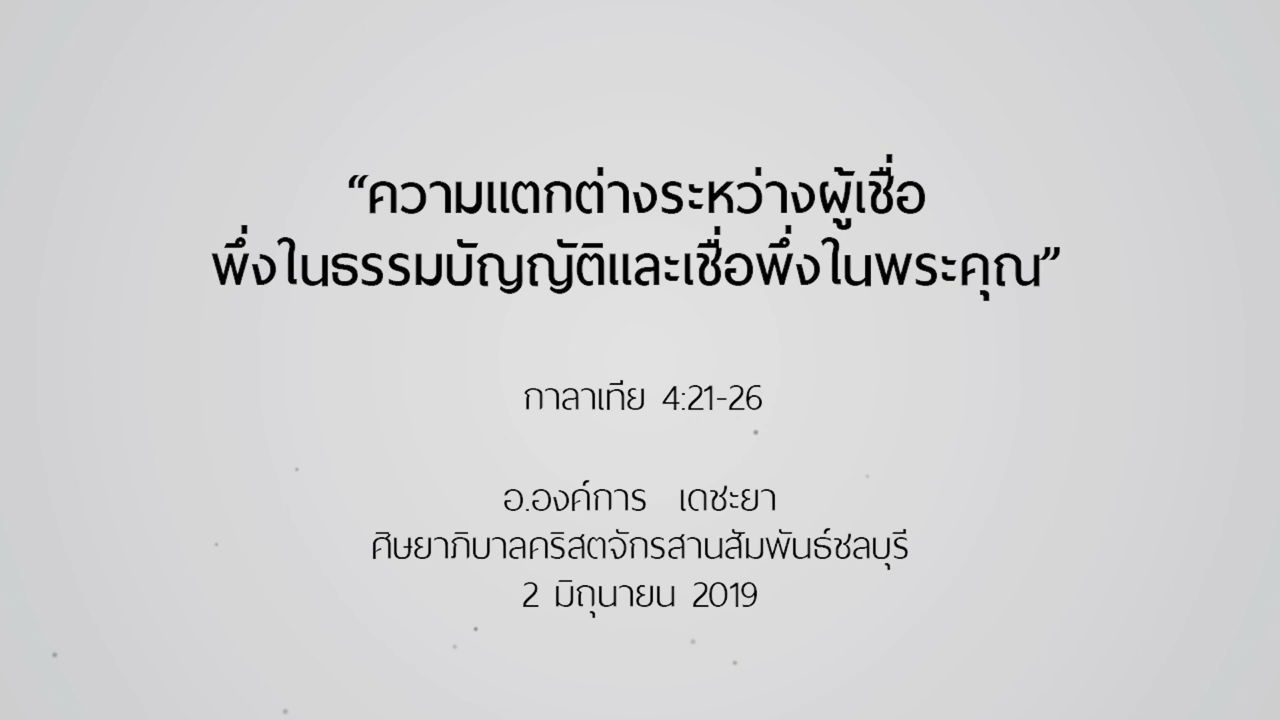 “ความแตกต่างระหว่างผู้เชื่อ
พึ่งในธรรมบัญญัติและเชื่อพึ่งในพระคุณ”
กาลาเทีย 4:21-26
อ.องค์การ เดชะยา
ศิษยาภิบาลคริสตจักรสานสัมพันธ์ชลบุรี
2 มิถุนายน 2019